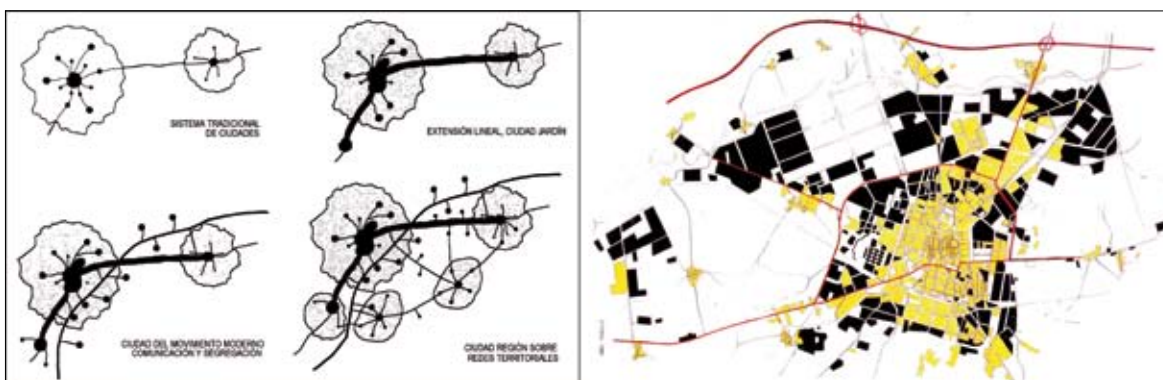 SISTEMA TRADICIONAL
DE CIUDADES
EXTENSIÓN LINEAL, CIUDAD JARDÍN
CIUDAD DEL MOVIMIENTO MODERNO
COMUNICACIÓN Y SEGREGACIÓN
CIUDAD REGIÓN SOBRE
REDES TERRITORIALES